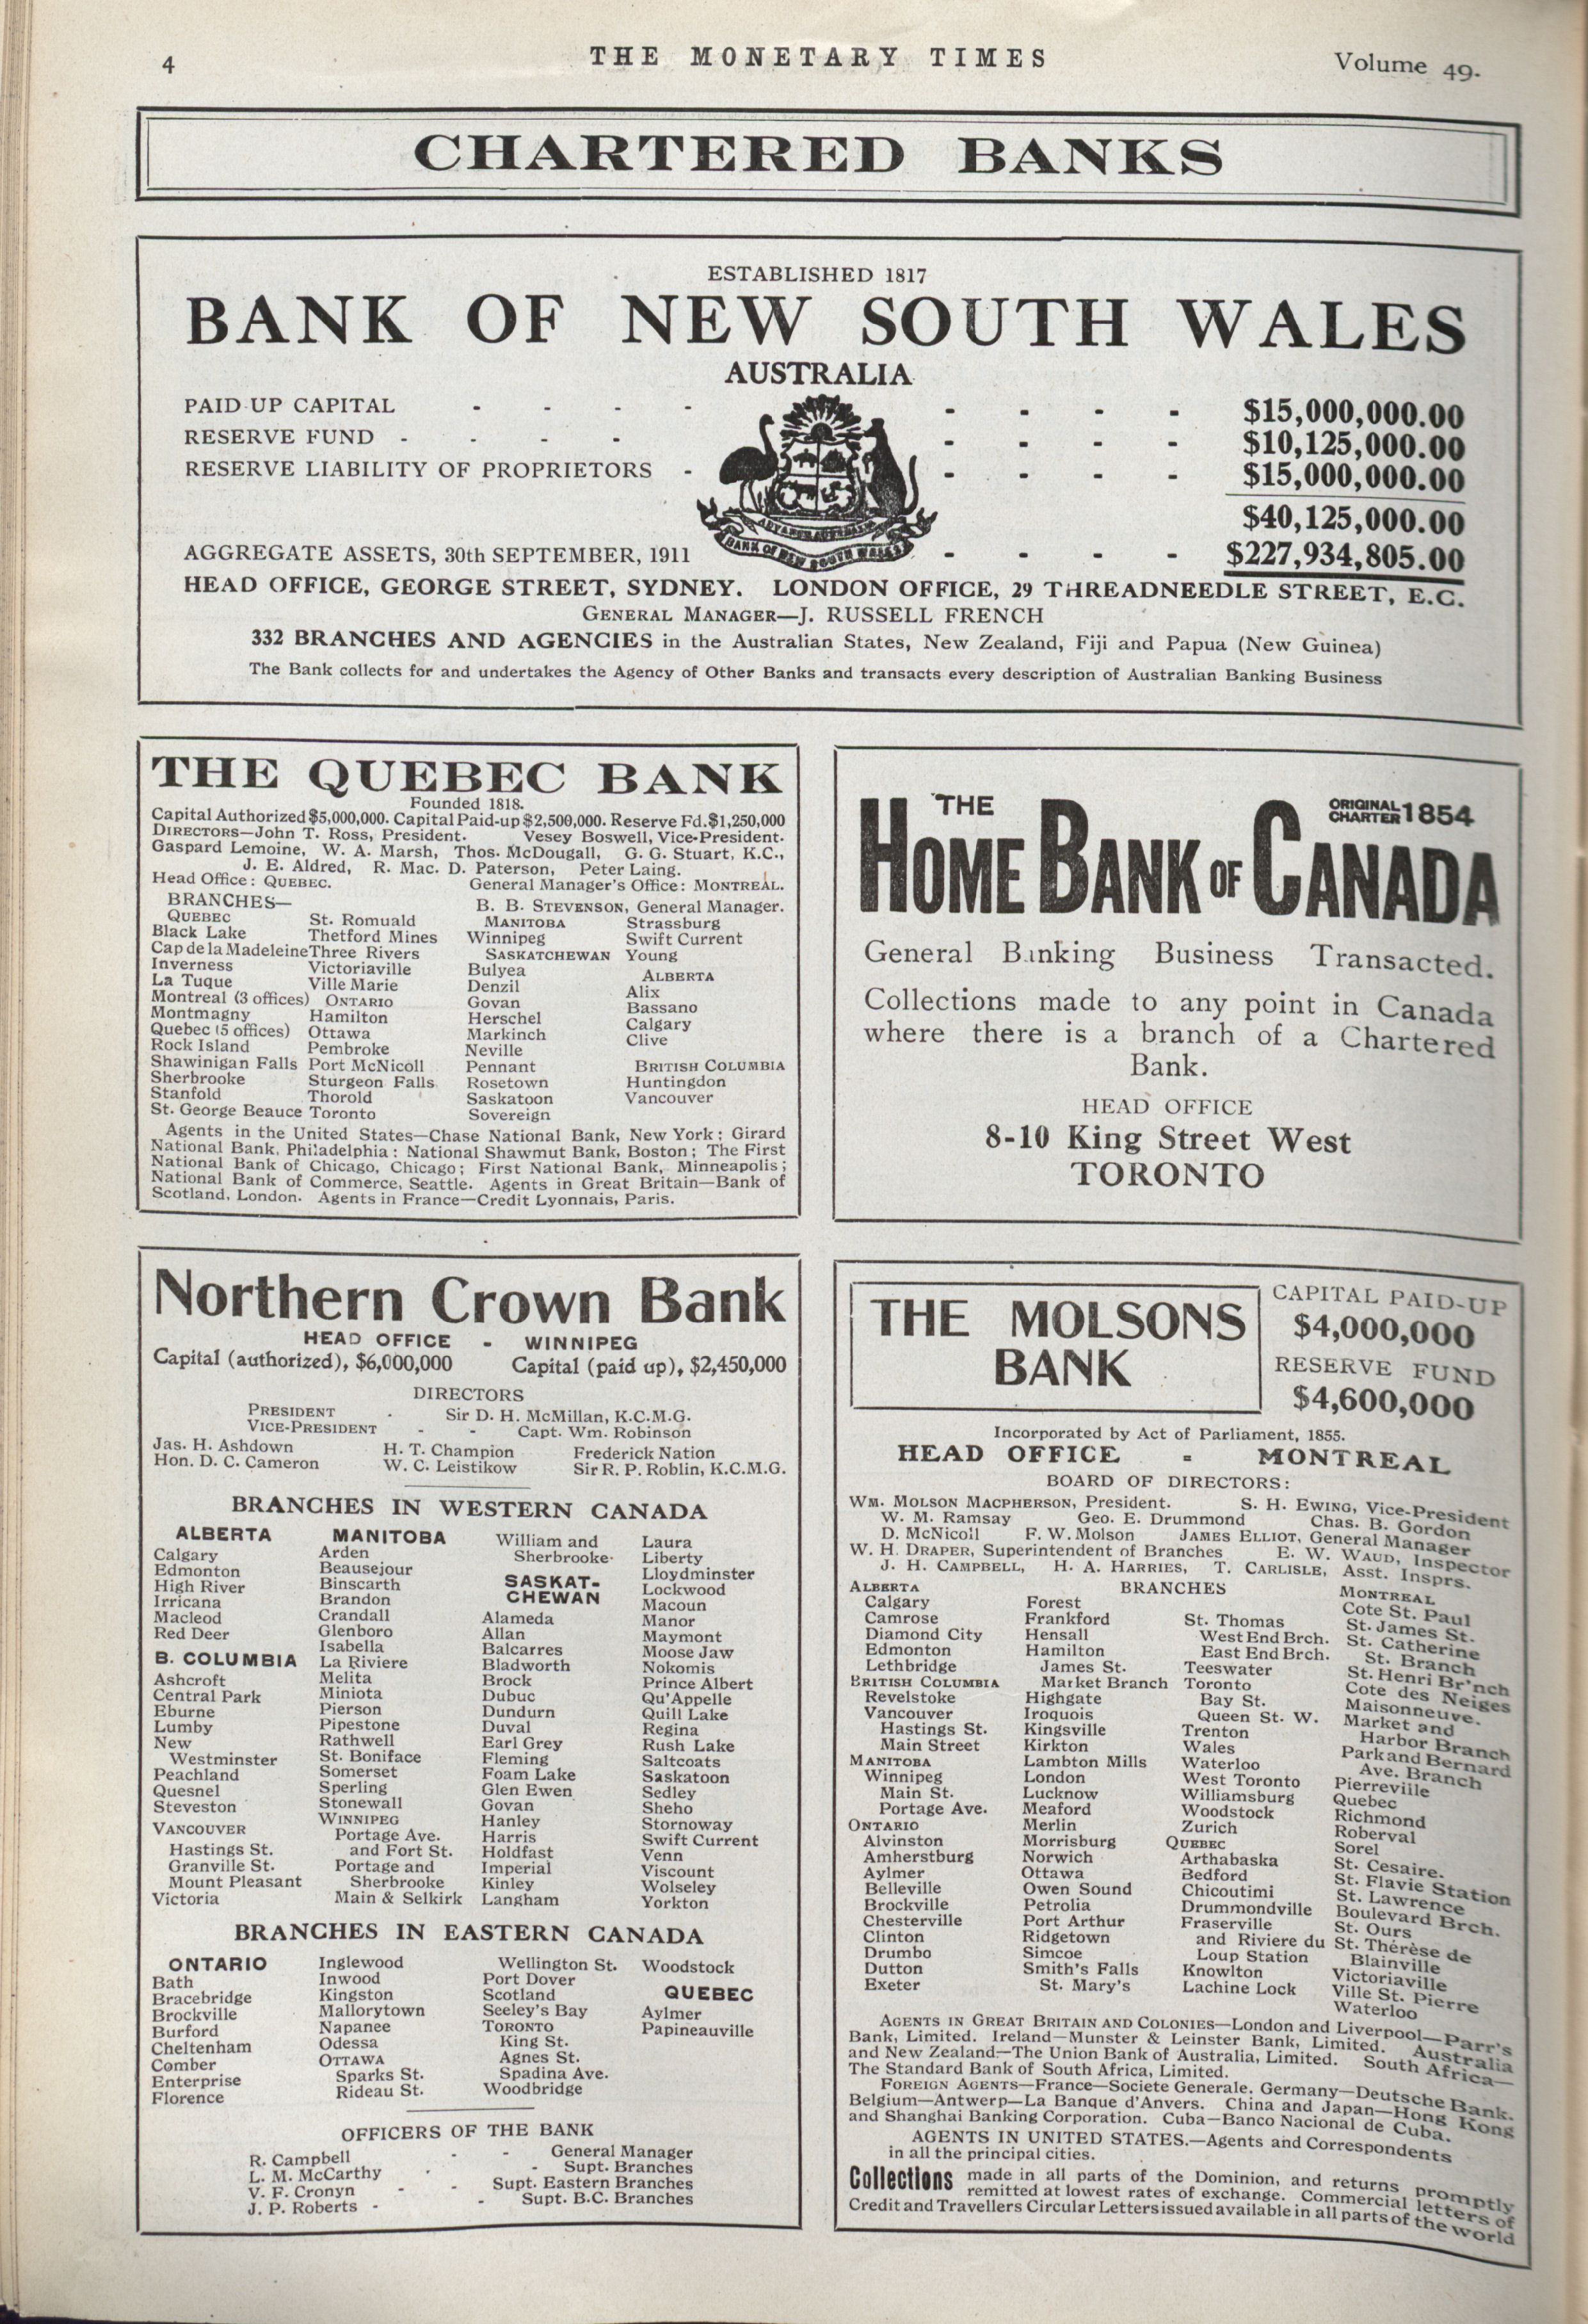 4
THE MONETARY TIMES
Volume 49.
CHARTERED BANKS
ESTABLISHED 1817
BANK OF NEW SOUTH WALES
AUSTRALIA
PAID UP CAPITAL - - - - - - - - $15,000,000.00
RESERVE FUND - - - - - - - - $10,125,000.00
RESERVE LIABILITY OF PROPRIETORS - - - - - $15,000,000.00
$40,125,000.00
ADVANCE AUSTRALIA
BANK OF NEW SOUTH WALES
AGGREGATE ASSETS, 30th SEPTEMBER, 1911 - - - - $227,934,805.00
HEAD OFFICE, GEORGE STREET, SYDNEY. LONDON OFFICE, 29 THREADNEEDLE STREET, E.C.
GENERAL MANAGER—J. RUSSELL FRENCH
332 BRANCHES AND AGENCIES in the Australian States, New Zealand, Fiji and Papua (New Guinea)
The Bank collects for and undertakes the Agency of Other Banks and transacts every description of Australian Banking Business
THE QUEBEC BANK
Founded 1818.
Capital Authorized $5,000,000. Capital Paid-up $2,500,000. Reserve Fd. $1,250,000
DIRECTORS—John T. Ross, President. Vesey Boswell, Vice-President.
Gaspard Lemoine, W. A. Marsh, Thos. McDougall, G. G. Stuart, K.C.,
J. E. Aldred, R. Mac. D. Paterson, Peter Laing.
Head Office: QUEBEC. General Manager's Office: MONTREAL.
BRANCHES— B. B. STEVENSON, General Manager.
QUEBEC
Black Lake
Cap de la Madeleine
Inverness
La Tuque
Montreal (3 offices)
Montmagny
Quebec (5 offices)
Rock Island
Shawinigan Falls
Sherbrooke
Stanfold
St. George Beauce
St. Romuald
Thetford Mines
Three Rivers
Victoriaville
Ville Marie
ONTARIO
Hamilton
Ottawa
Pembroke
Port McNicoll
Sturgeon Falls
Thorold
Toronto
MANITOBA
Winnipeg
SASKATCHEWAN
Bulyea
Denzil
Govan
Herschel
Markinch
Neville
Pennant
Rosetown
Saskatoon
Sovereign
Strassburg
Swift Current
Young
ALBERTA
Alix
Bassano
Calgary
Clive
BRITISH COLUMBIA
Huntingdon
Vancouver
Agents in the United States—Chase National Bank, New York; Girard
National Bank, Philadelphia: National Shawmut Bank, Boston; The First
National Bank of Chicago, Chicago; First National Bank, Minneapolis;
National Bank of Commerce, Seattle. Agents in Great Britain—Bank of
Scotland, London. Agents in France—Credit Lyonnais, Paris.
THE HOME BANK OF CANADA
ORIGINAL CHARTER 1854
General Banking Business Transacted.
Collections made to any point in Canada
where there is a branch of a Chartered
Bank.
HEAD OFFICE
8-10 King Street West
TORONTO
Northern Crown Bank
HEAD OFFICE - WINNIPEG
Capital (authorized), $6,000,000 Capital (paid up), $2,450,000
DIRECTORS
PRESIDENT - Sir D. H. McMillan, K.C.M.G.
VICE-PRESIDENT - - Capt. Wm. Robinson
Jas. H. Ashdown H. T. Champion Frederick Nation
Hon. D. C. Cameron W. C. Leistikow Sir R. P. Roblin, K.C.M.G.
BRANCHES IN WESTERN CANADA
ALBERTA
Calgary
Edmonton
High River
Irricana
Macleod
Red Deer
B. COLUMBIA
Ashcroft
Central Park
Eburne
Lumby
New
Westminster
Peachland
Quesnel
Steveston
VANCOUVER
Hastings St.
Granville St.
Mount Pleasant
Victoria
MANITOBA
Arden
Beausejour
Binscarth
Brandon
Crandall
Glenboro
Isabella
La Riviere
Melita
Miniota
Pierson
Pipestone
Rathwell
St. Boniface
Somerset
Sperling
Stonewall
WINNIPEG
Portage Ave.
and Fort St.
Portage and
Sherbrooke
Main & Selkirk
William and
Sherbrooke
SASKAT-
CHEWAN
Alameda
Allan
Balcarres
Bladworth
Brock
Dubuc
Dundurn
Duval
Earl Grey
Fleming
Foam Lake
Glen Ewen
Govan
Hanley
Harris
Holdfast
Imperial
Kinley
Langham
Laura
Liberty
Lloydminster
Lockwood
Macoun
Manor
Maymont
Moose Jaw
Nokomis
Prince Albert
Qu'Appelle
Quill Lake
Regina
Rush Lake
Saltcoats
Saskatoon
Sedley
Sheho
Stornoway
Swift Current
Venn
Viscount
Wolseley
Yorkton
BRANCHES IN EASTERN CANADA
ONTARIO
Bath
Bracebridge
Brockville
Burford
Cheltenham
Comber
Enterprise
Florence
Inglewood
Inwood
Kingston
Mallorytown
Napanee
Odessa
OTTAWA
Sparks St.
Rideau St.
Wellington St.
Port Dover
Scotland
Seeley's Bay
TORONTO
King St.
Agnes St.
Spadina Ave.
Woodbridge
Woodstock
QUEBEC
Aylmer
Papineauville
OFFICERS OF THE BANK
R. Campbell - - General Manager
L. M. McCarthy - - Supt. Branches
V. F. Cronyn - - Supt. Eastern Branches
J. P. Roberts - - Supt. B.C. Branches
THE MOLSONS
BANK
CAPITAL PAID-UP
$4,000,000
RESERVE FUND
$4,600,000
Incorporated by Act of Parliament, 1855.
HEAD OFFICE - MONTREAL
BOARD OF DIRECTORS:
WM. MOLSON MACPHERSON, President. S. H. EWING, Vice-President
W. M. Ramsay Geo. E. Drummond Chas. B. Gordon
D. McNicoll F. W. Molson JAMES ELLIOT, General Manager
W. H. DRAPER, Superintendent of Branches E. W. WAUD, Inspector
J. H. CAMPBELL, H. A. HARRIES, T. CARLISLE, Asst. Insprs.
BRANCHES
ALBERTA
Calgary
Camrose
Diamond City
Edmonton
Lethbridge
BRITISH COLUMBIA
Revelstoke
Vancouver
Hastings St.
Main Street
MANITOBA
Winnipeg
Main St.
Portage Ave.
ONTARIO
Alvinston
Amherstburg
Aylmer
Belleville
Brockville
Chesterville
Clinton
Drumbo
Dutton
Exeter
Forest
Frankford
Hensall
Hamilton
James St.
Market Branch
Highgate
Iroquois
Kingsville
Kirkton
Lambton Mills
London
Lucknow
Meaford
Merlin
Morrisburg
Norwich
Ottawa
Owen Sound
Petrolia
Port Arthur
Ridgetown
Simcoe
Smith's Falls
St. Mary's
St. Thomas
West End Brch.
East End Brch.
Teeswater
Toronto
Bay St.
Queen St. W.
Trenton
Wales
Waterloo
West Toronto
Williamsburg
Woodstock
Zurich
QUEBEC
Arthabaska
Bedford
Chicoutimi
Drummondville
Fraserville
and Riviere du
Loup Station
Knowlton
Lachine Lock
MONTREAL
Cote St. Paul
St. James St.
St. Catherine
St. Branch
St. Henri Br'nch
Cote des Neiges
Maisonneuve.
Market and
Harbor Branch
Park and Bernard
Ave. Branch
Pierreville
Quebec
Richmond
Roberval
Sorel
St. Cesaire.
St. Flavie Station
St. Lawrence
Boulevard Brch.
St. Ours
St. Thérèse de
Blainville
Victoriaville
Ville St. Pierre
Waterloo
AGENTS IN GREAT BRITAIN AND COLONIES—London and Liverpool—Parr's
Bank, Limited. Ireland—Munster & Leinster Bank, Limited. Australia
and New Zealand—The Union Bank of Australia, Limited. South Africa—
The Standard Bank of South Africa, Limited.
FOREIGN AGENTS—France—Societe Generale. Germany—Deutsche Bank.
Belgium—Antwerp—La Banque d'Anvers. China and Japan—Hong Kong
and Shanghai Banking Corporation. Cuba—Banco Nacional de Cuba.
AGENTS IN UNITED STATES.—Agents and Correspondents
in all the principal cities.
Collections made in all parts of the Dominion, and returns promptly
remitted at lowest rates of exchange. Commercial letters of
Credit and Travellers Circular Letters issued available in all parts of the world